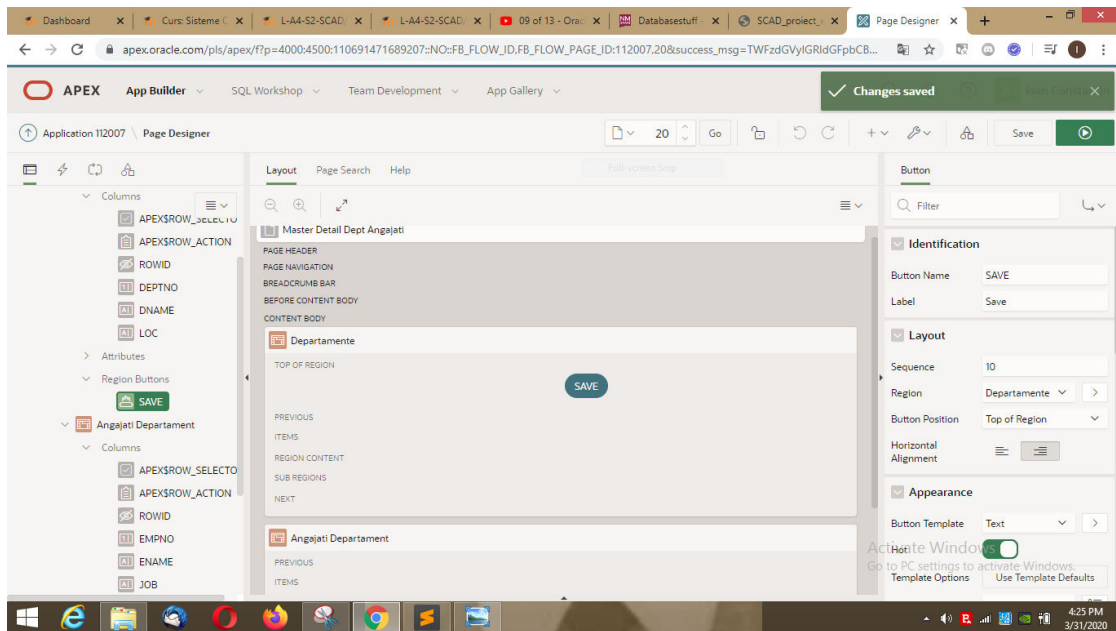 Dashboard
Curs: Sisteme
L-A4-S2-SCAD/
L-A4-S2-SCAD/
09 of 13 - Orac
Databasestuff -
SCAD_proiect_
Page Designer
apex.oracle.com/pls/apex/f?p=4000:4500:110691471689207::NO::FB_FLOW_ID,FB_FLOW_PAGE_ID:112007,20&success_msg=TWFzdGVyIGRldGFpbCB...
APEX App Builder SQL Workshop Team Development App Gallery
Changes saved
Application 112007 \ Page Designer
20 Go Save
Layout Page Search Help
Full-screen Snip
Button
Columns
APEX$ROW_SELECTO
APEX$ROW_ACTION
ROWID
DEPTNO
DNAME
LOC
Attributes
Region Buttons
SAVE
Angajati Departament
Columns
APEX$ROW_SELECTO
APEX$ROW_ACTION
ROWID
EMPNO
ENAME
JOB
Master Detail Dept Angajati
PAGE HEADER
PAGE NAVIGATION
BREADCRUMB BAR
BEFORE CONTENT BODY
CONTENT BODY
Departamente
TOP OF REGION
SAVE
PREVIOUS
ITEMS
REGION CONTENT
SUB REGIONS
NEXT
Angajati Departament
PREVIOUS
ITEMS
Filter
Identification
Button Name SAVE
Label Save
Layout
Sequence 10
Region Departamente
Button Position Top of Region
Horizontal
Alignment
Appearance
Button Template Text
Hot
Template Options Use Template Defaults
Activate Windows
Go to PC settings to activate Windows.
4:25 PM
3/31/2020